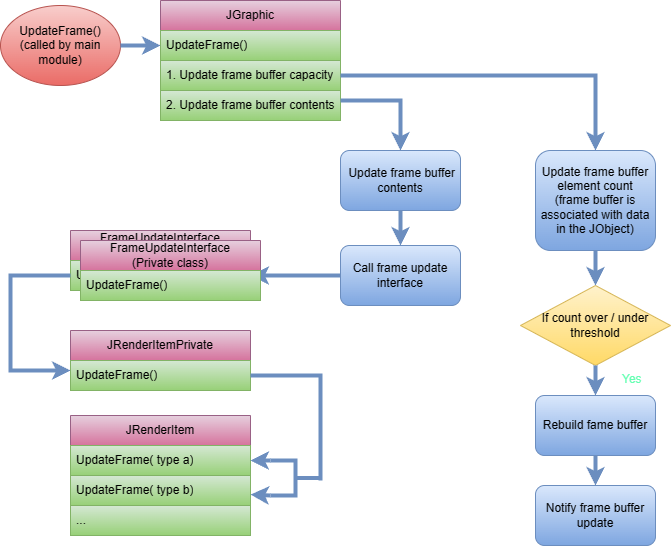 UpdateFrame()
(called by main
module)
JGraphic
UpdateFrame()
1. Update frame buffer capacity
2. Update frame buffer contents
Update frame buffer
contents
Call frame update
interface
Update frame buffer
element count
(frame buffer is
associated with data
in the JObject)
If count over / under
threshold
Yes
Rebuild fame buffer
Notify frame buffer
update
FrameUpdateInterface
FrameUpdateInterface
(Private class)
UpdateFrame()
JRenderItemPrivate
UpdateFrame()
JRenderItem
UpdateFrame( type a)
UpdateFrame( type b)
...